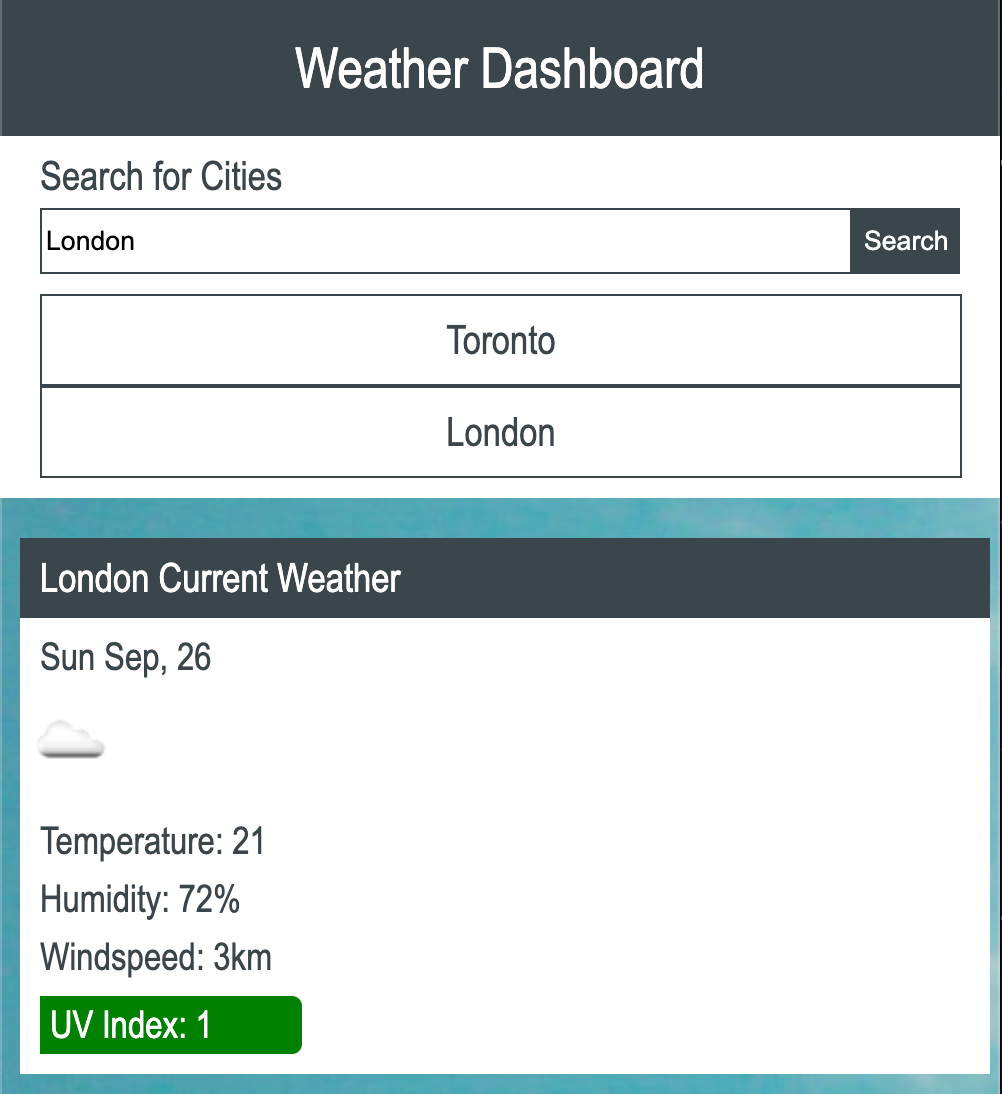 Weather Dashboard
Search for Cities
London
Search
Toronto
London
London Current Weather
Sun Sep, 26
Temperature: 21
Humidity: 72%
Windspeed: 3km
UV Index: 1